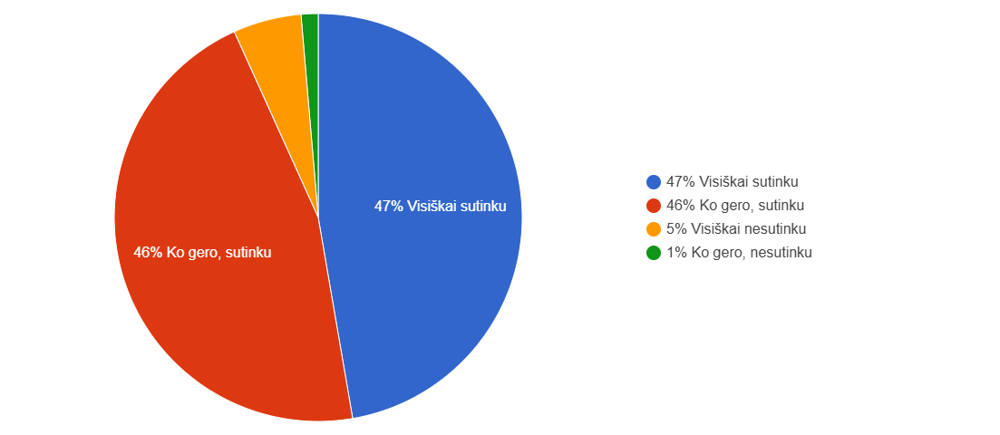 47% Visiškai sutinku
46% Ko gero, sutinku
47% Visiškai sutinku
46% Ko gero, sutinku
5% Visiškai nesutinku
1% Ko gero, nesutinku